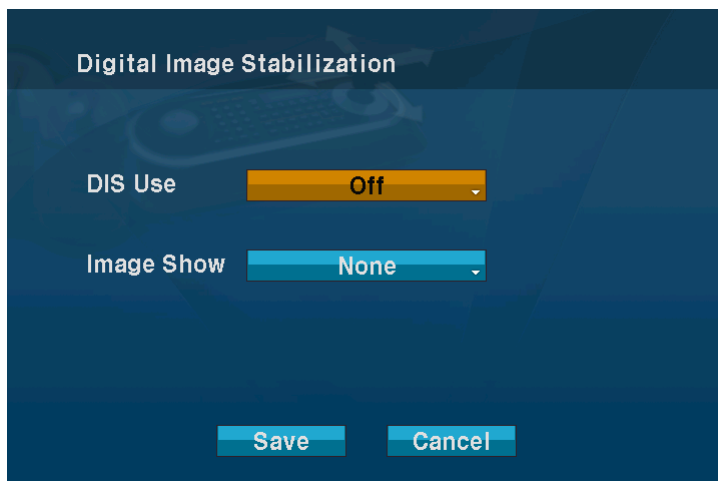 Digital Image Stabilization
DIS Use Off
Image Show None
Save Cancel